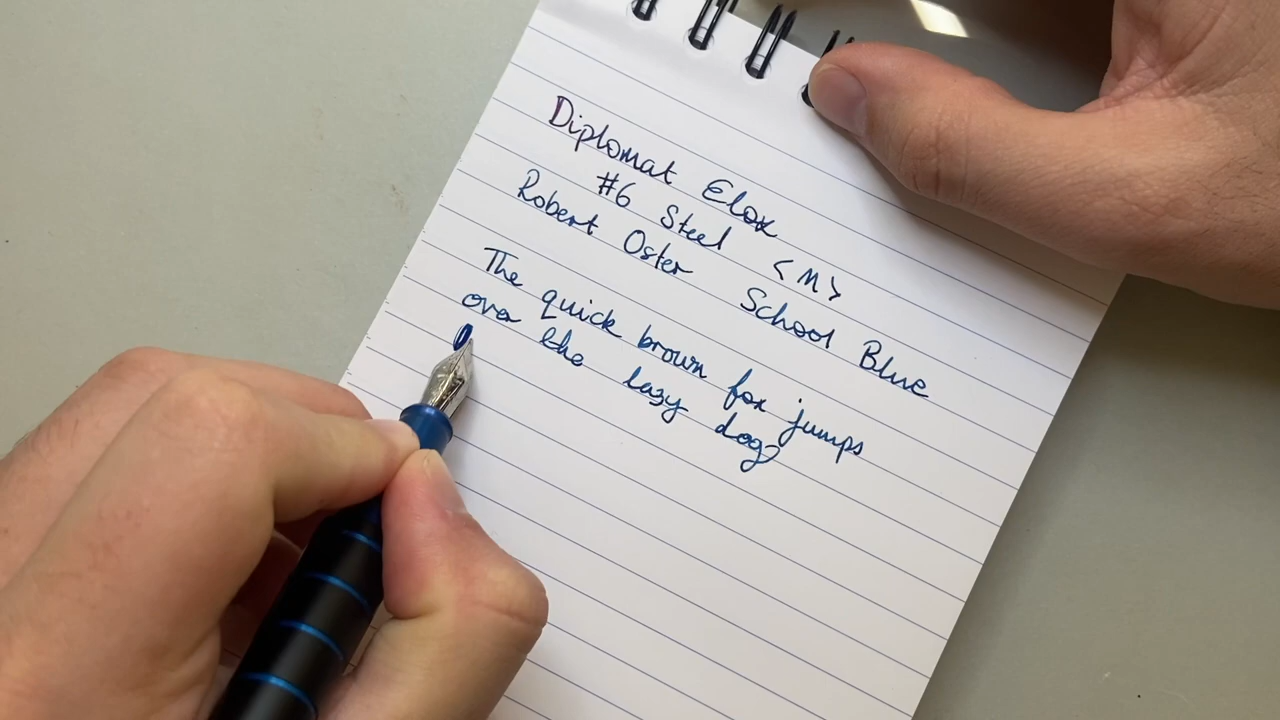 Diplomat Elox
#6 Steel <M>
Robert Oster School Blue
The quick brown fox jumps
over the lazy dog